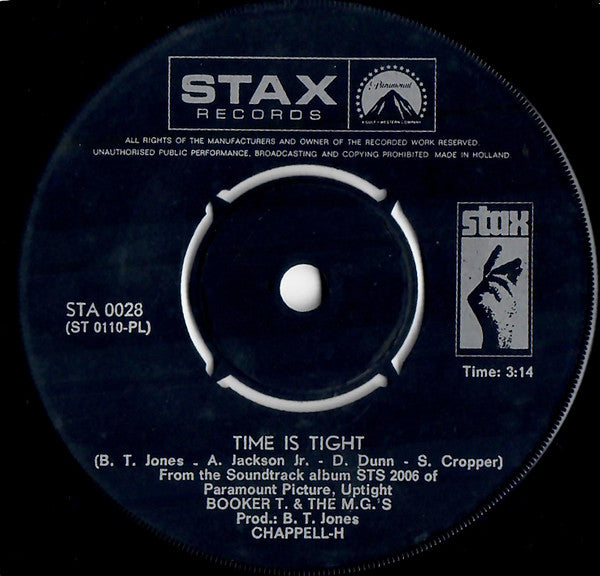 STAX
RECORDS
Paramount
A GULF+WESTERN COMPANY
ALL RIGHTS OF THE MANUFACTURERS AND OWNER OF THE RECORDED WORK RESERVED.
UNAUTHORISED PUBLIC PERFORMANCE, BROADCASTING AND COPYING PROHIBITED. MADE IN HOLLAND
stax
STA 0028
(ST 0110-PL)
Time: 3:14
TIME IS TIGHT
(B. T. Jones - A. Jackson Jr. - D. Dunn - S. Cropper)
From the Soundtrack album STS 2006 of
Paramount Picture, Uptight
BOOKER T. & THE M.G.'S
Prod.: B. T. Jones
CHAPPELL-H